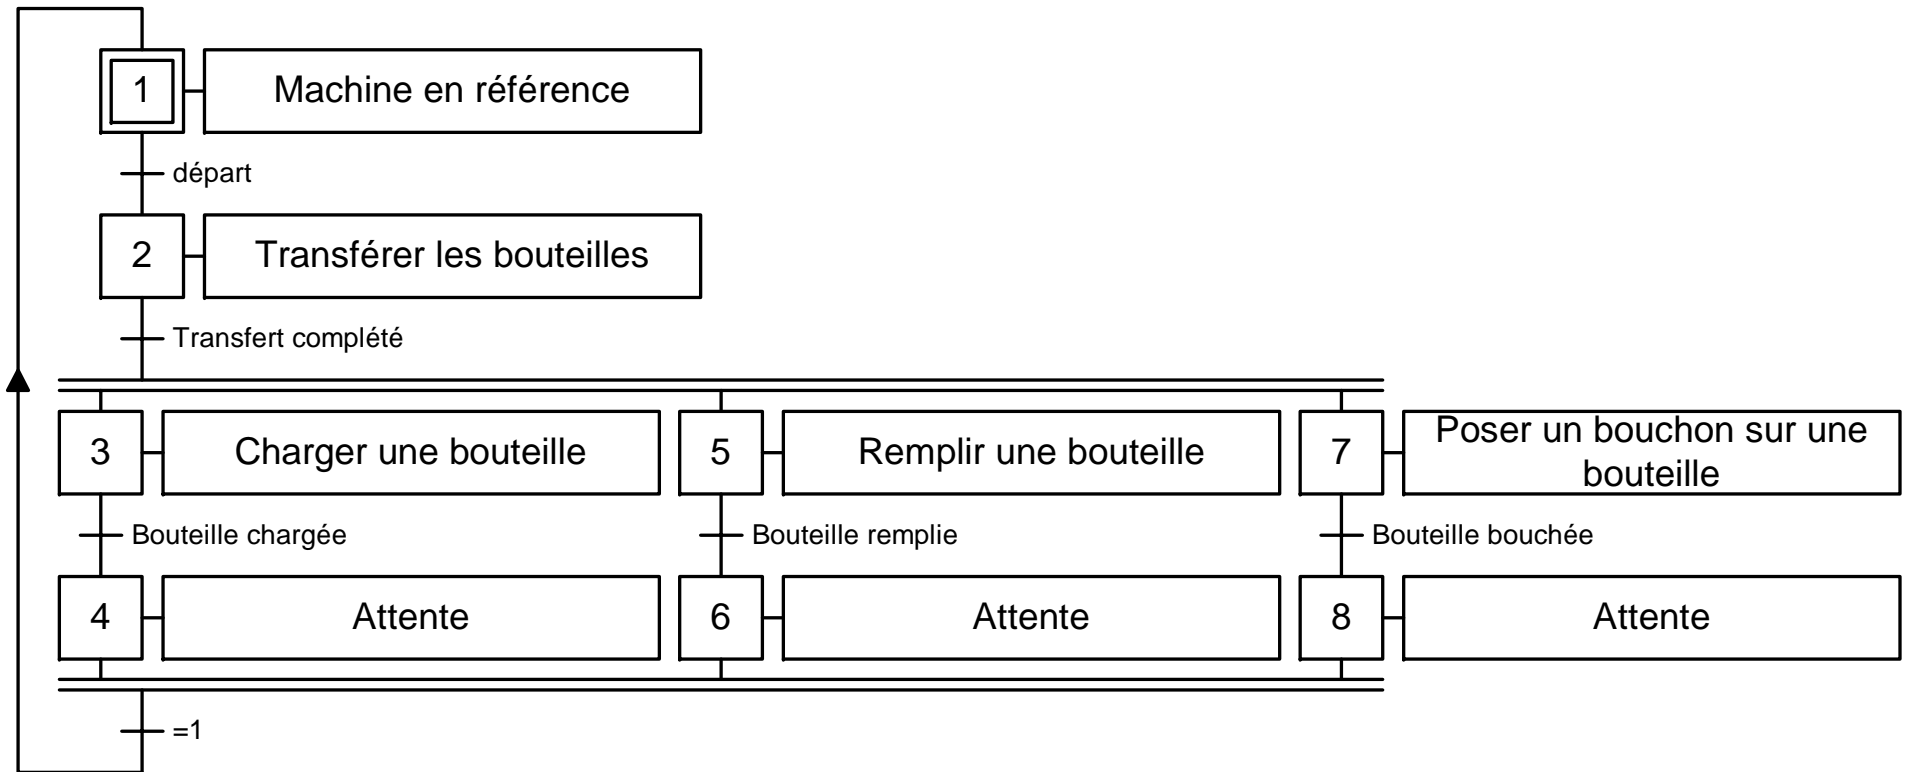 1 Machine en référence
départ
2 Transférer les bouteilles
Transfert complété
3 Charger une bouteille 5 Remplir une bouteille 7 Poser un bouchon sur une
bouteille
Bouteille chargée Bouteille remplie Bouteille bouchée
4 Attente 6 Attente 8 Attente
=1